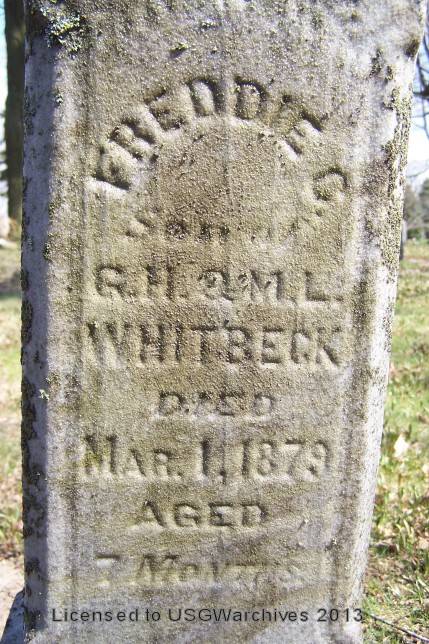 FREDDIE G.
Son of
G.H. & M.L.
WHITBECK
DIED
MAR. 1, 1879
AGED
7 MONTHS
Licensed to USGWarchives 2013